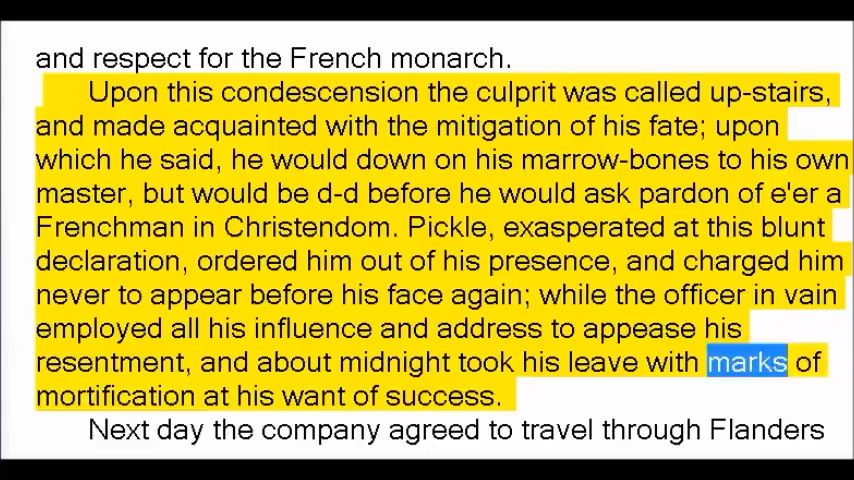 and respect for the French monarch.
Upon this condescension the culprit was called up-stairs,
and made acquainted with the mitigation of his fate; upon
which he said, he would down on his marrow-bones to his own
master, but would be d-d before he would ask pardon of e'er a
Frenchman in Christendom. Pickle, exasperated at this blunt
declaration, ordered him out of his presence, and charged him
never to appear before his face again; while the officer in vain
employed all his influence and address to appease his
resentment, and about midnight took his leave with marks of
mortification at his want of success.
Next day the company agreed to travel through Flanders